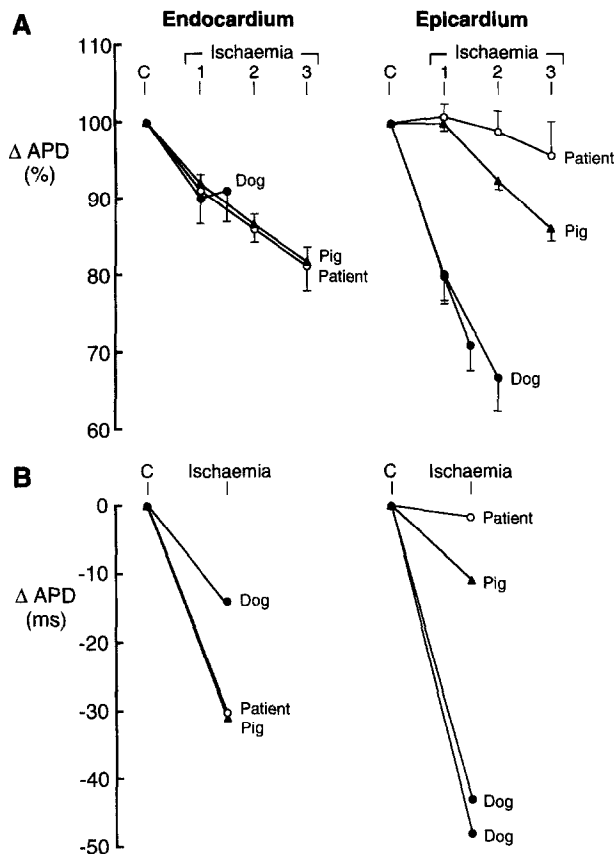 A
Endocardium
Epicardium
110
C
Ischaemia
1 2 3
C
Ischaemia
1 2 3
100
90
80
70
60
Δ APD
(%)
Dog
Pig
Patient
Patient
Pig
Dog
B
C Ischaemia
C Ischaemia
0
-10
-20
-30
-40
-50
Δ APD
(ms)
Dog
Patient
Pig
Patient
Pig
Dog
Dog